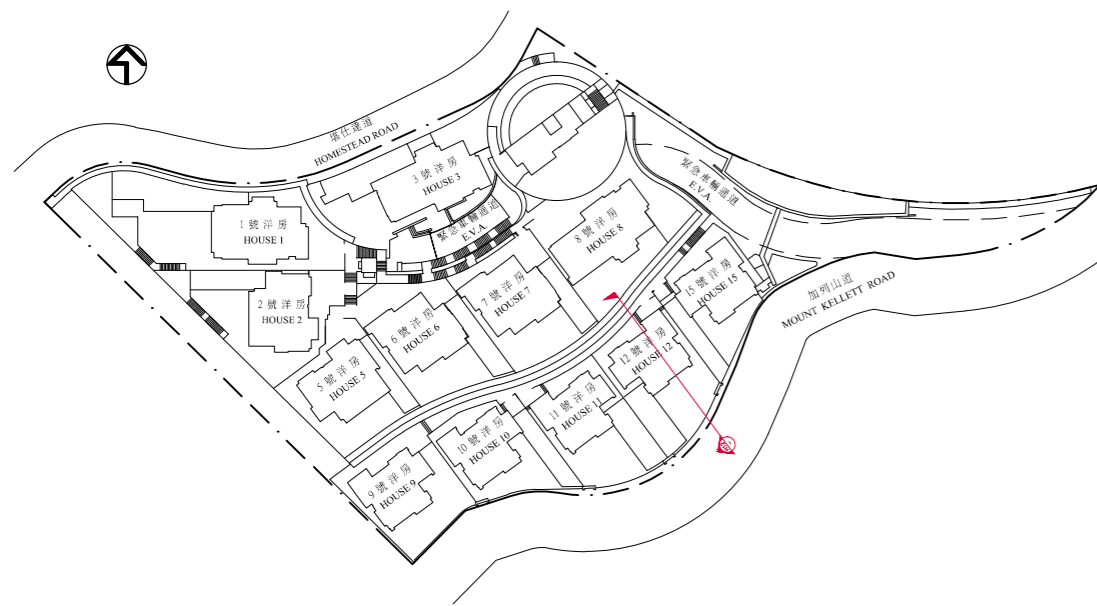 堪仕達道
HOMESTEAD ROAD
3 號 洋 房
HOUSE 3
緊急車輛通道
E.V.A.
緊急車輛通道
E.V.A.
1 號 洋 房
HOUSE 1
8 號 洋 房
HOUSE 8
2 號 洋 房
HOUSE 2
7 號 洋 房
HOUSE 7
15 號 洋 房
HOUSE 15
加列山道
MOUNT KELLETT ROAD
6 號 洋 房
HOUSE 6
12 號 洋 房
HOUSE 12
5 號 洋 房
HOUSE 5
11 號 洋 房
HOUSE 11
10 號 洋 房
HOUSE 10
9 號 洋 房
HOUSE 9